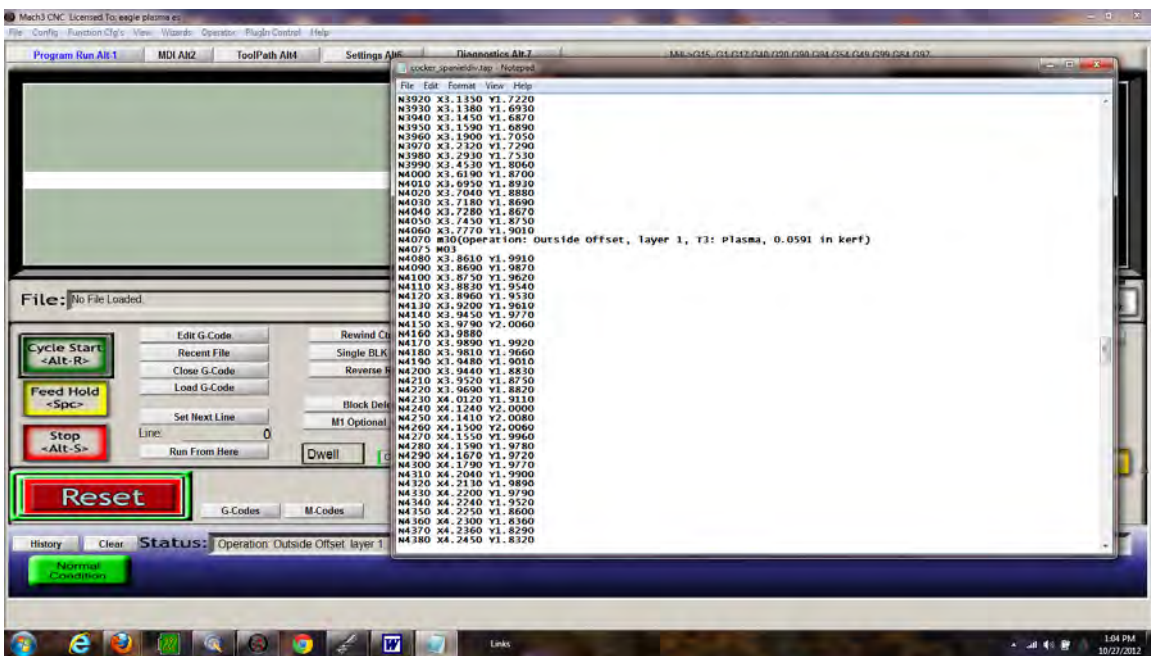 Mach3 CNC Licensed To: eagle plasma es
File Config Function Cfg's View Wizards Operator PlugIn Control Help
Program Run Alt-1 MDI Alt2 ToolPath Alt4 Settings Alt6 Diagnostics Alt-7
cocker_spanieldiv.tap - Notepad
File Edit Format View Help
N3920 X3.1350 Y1.7220
N3930 X3.1380 Y1.6930
N3940 X3.1450 Y1.6870
N3950 X3.1590 Y1.6890
N3960 X3.1900 Y1.7050
N3970 X3.2320 Y1.7290
N3980 X3.2930 Y1.7530
N3990 X3.4530 Y1.8060
N4000 X3.6190 Y1.8700
N4010 X3.6950 Y1.8930
N4020 X3.7040 Y1.8880
N4030 X3.7180 Y1.8690
N4040 X3.7280 Y1.8670
N4050 X3.7450 Y1.8750
N4060 X3.7770 Y1.9010
N4070 m30(Operation: Outside Offset, layer 1, T3: Plasma, 0.0591 in kerf)
N4075 M03
N4080 X3.8610 Y1.9910
N4090 X3.8690 Y1.9870
N4100 X3.8750 Y1.9620
N4110 X3.8830 Y1.9540
N4120 X3.8960 Y1.9530
N4130 X3.9200 Y1.9610
N4140 X3.9450 Y1.9770
N4150 X3.9790 Y2.0060
N4160 X3.9880
N4170 X3.9890 Y1.9920
N4180 X3.9810 Y1.9660
N4190 X3.9480 Y1.9010
N4200 X3.9440 Y1.8830
N4210 X3.9520 Y1.8750
N4220 X3.9690 Y1.8820
N4230 X4.0120 Y1.9110
N4240 X4.1240 Y2.0000
N4250 X4.1410 Y2.0080
N4260 X4.1500 Y2.0060
N4270 X4.1550 Y1.9960
N4280 X4.1590 Y1.9780
N4290 X4.1670 Y1.9720
N4300 X4.1790 Y1.9770
N4310 X4.2040 Y1.9900
N4320 X4.2130 Y1.9890
N4330 X4.2200 Y1.9790
N4340 X4.2240 Y1.9520
N4350 X4.2250 Y1.8600
N4360 X4.2300 Y1.8360
N4370 X4.2360 Y1.8290
N4380 X4.2450 Y1.8320
File: No File Loaded.
Cycle Start
<Alt-R>
Feed Hold
<Spc>
Stop
<Alt-S>
Edit G-Code
Recent File
Close G-Code
Load G-Code
Set Next Line
Line: 0
Run From Here
Rewind
Single BLK
Reverse
Block
M1 Optional
Dwell
Reset
G-Codes M-Codes
History Clear Status: Operation: Outside Offset, layer 1
Normal
Condition
Links
1:04 PM
10/27/2012